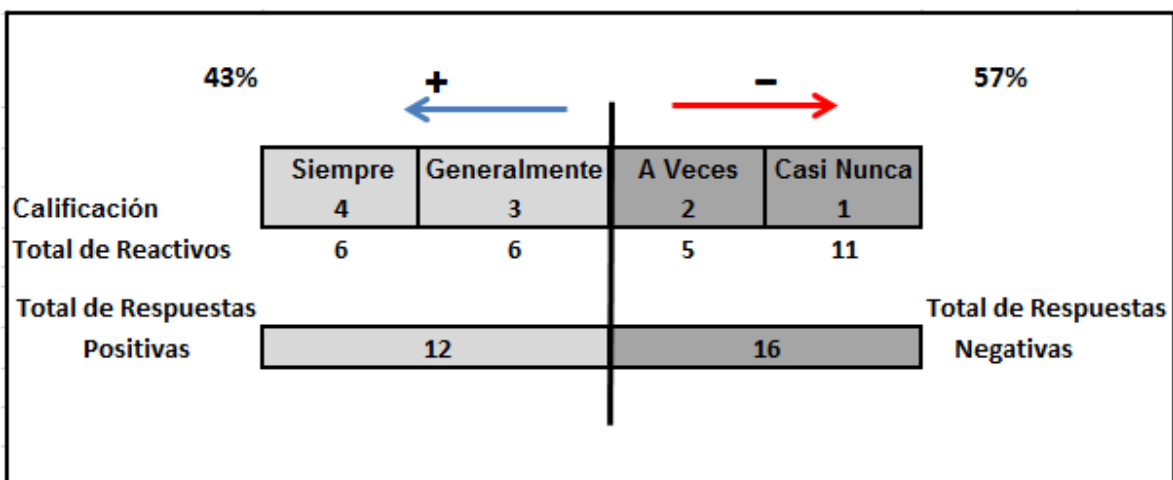 43% + – 57%
Siempre Generalmente A Veces Casi Nunca
Calificación 4 3 2 1
Total de Reactivos 6 6 5 11
Total de Respuestas Total de Respuestas
Positivas 12 16 Negativas